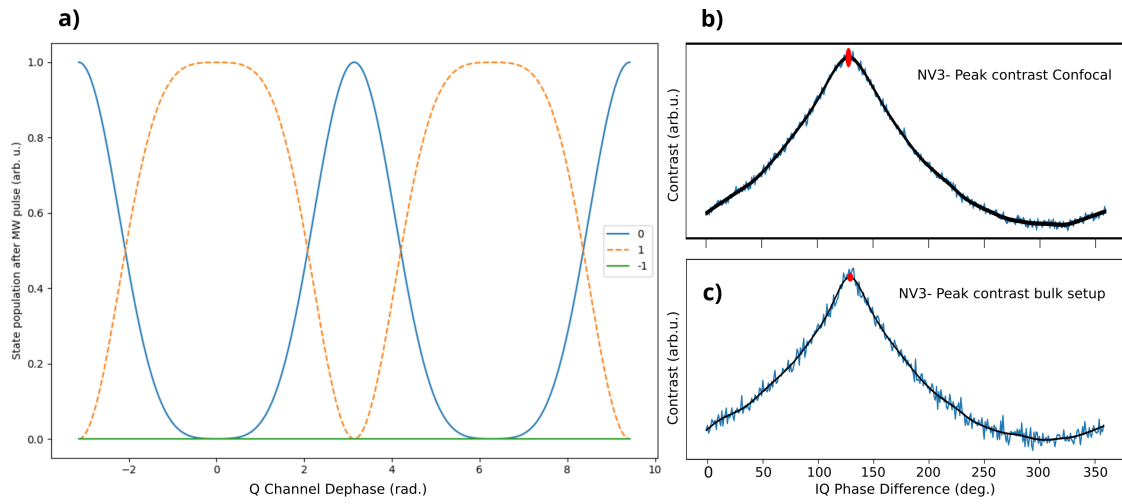 a)
State population after MW pulse (arb. u.)
1.0
0.8
0.6
0.4
0.2
0.0
0
1
-1
−2
0
2
4
6
8
10
Q Channel Dephase (rad.)
b)
NV3- Peak contrast Confocal
Contrast (arb.u.)
c)
NV3- Peak contrast bulk setup
Contrast (arb.u.)
0
50
100
150
200
250
300
350
IQ Phase Difference (deg.)